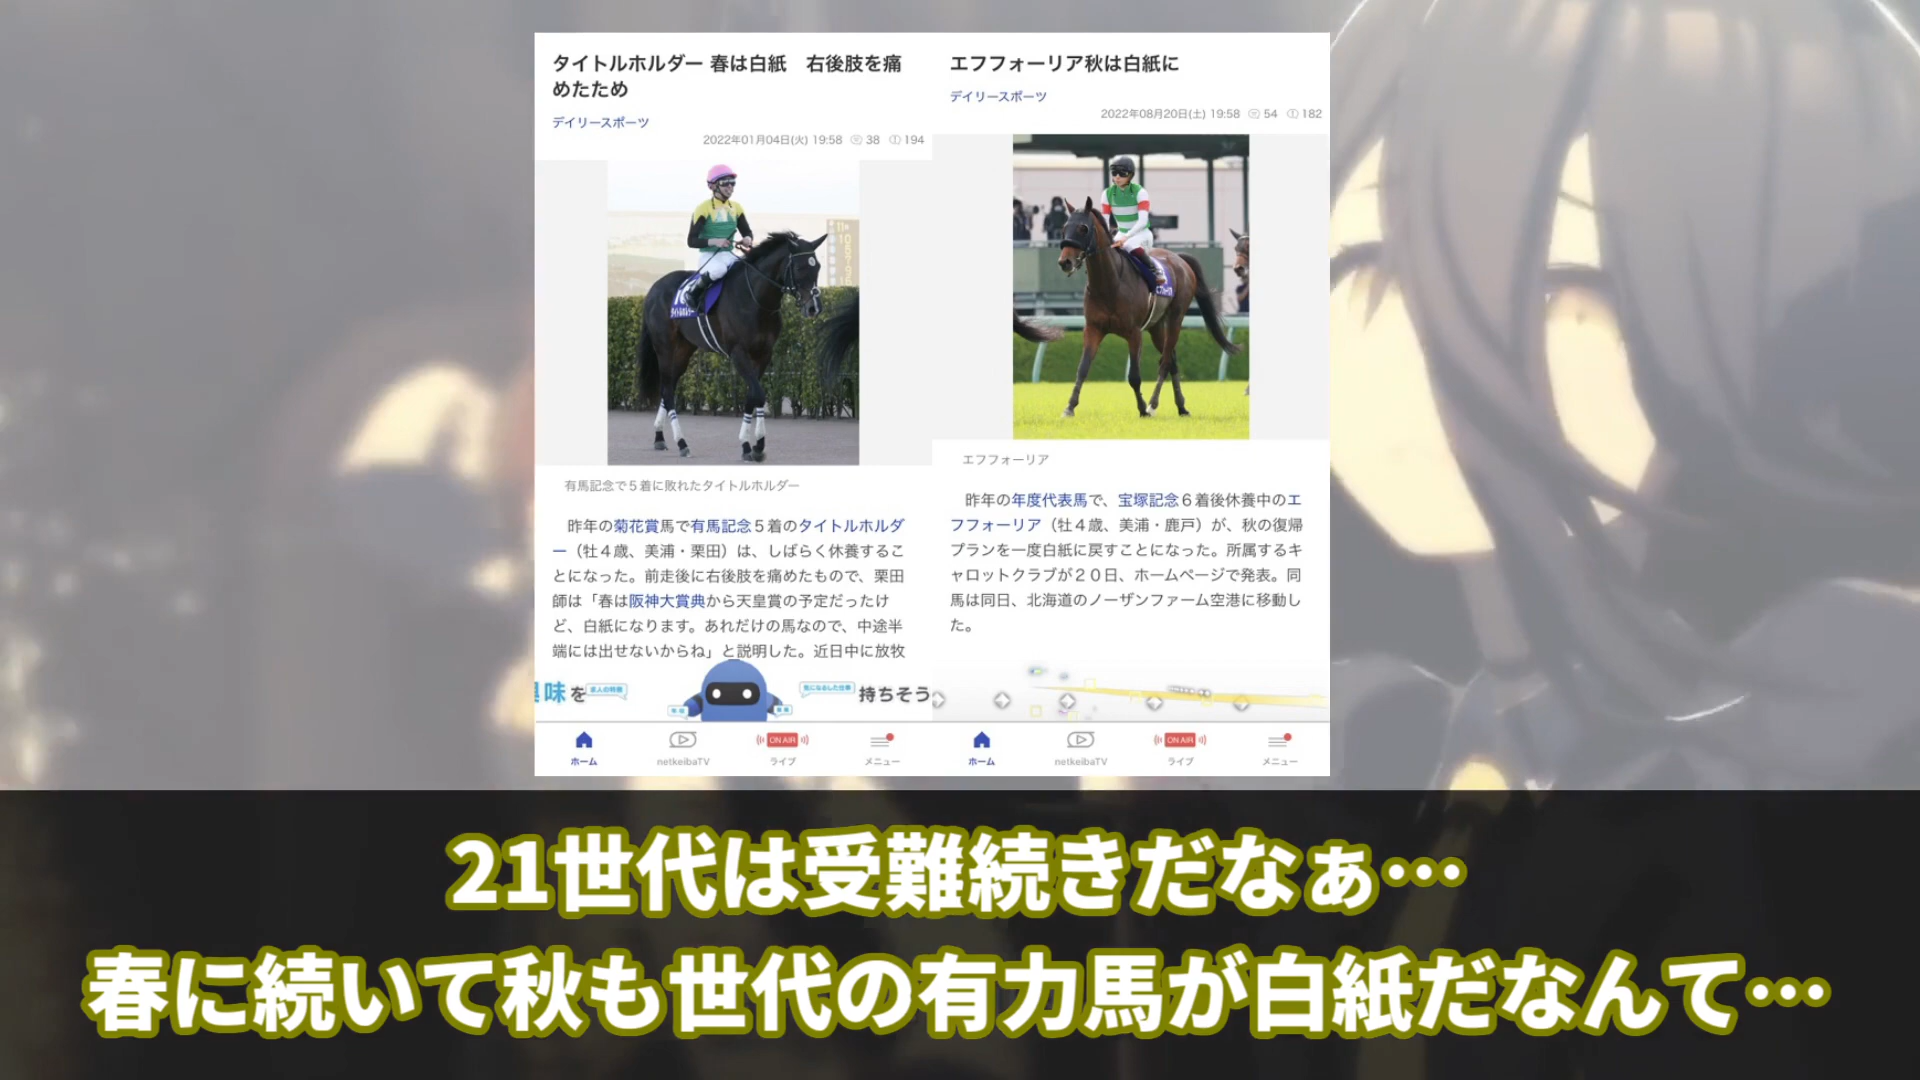 タイトルホルダー 春は白紙　右後肢を痛
めたため
デイリースポーツ
2022年01月04日(火) 19:58 38 194
有馬記念で５着に敗れたタイトルホルダー
昨年の菊花賞馬で有馬記念５着のタイトルホルダ
ー（牡４歳、美浦・栗田）は、しばらく休養するこ
とになった。前走後に右後肢を痛めたもので、栗田
師は「春は阪神大賞典から天皇賞の予定だったけ
ど、白紙になります。あれだけの馬なので、中途半
端には出せないからね」と説明した。近日中に放牧
味を
求人の特徴
気になるした仕事
持ちそう
ホーム
netkeibaTV
ON AIR
ライブ
メニュー
エフフォーリア秋は白紙に
デイリースポーツ
2022年08月20日(土) 19:58 54 182
エフフォーリア
昨年の年度代表馬で、宝塚記念６着後休養中のエ
フフォーリア（牡４歳、美浦・鹿戸）が、秋の復帰
プランを一度白紙に戻すことになった。所属するキ
ャロットクラブが２０日、ホームページで発表。同
馬は同日、北海道のノーザンファーム空港に移動し
た。
ホーム
netkeibaTV
ON AIR
ライブ
メニュー
21世代は受難続きだなぁ…
春に続いて秋も世代の有力馬が白紙だなんて…